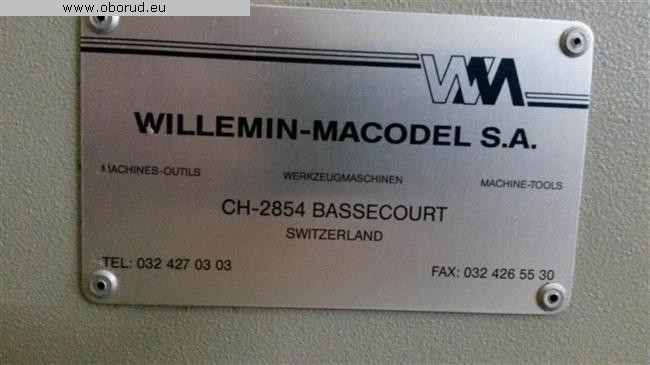 www.oborud.eu
WM
WILLEMIN-MACODEL S.A.
MACHINES-OUTILS WERKZEUGMASCHINEN MACHINE-TOOLS
CH-2854 BASSECOURT
SWITZERLAND
TEL: 032 427 03 03 FAX: 032 426 55 30